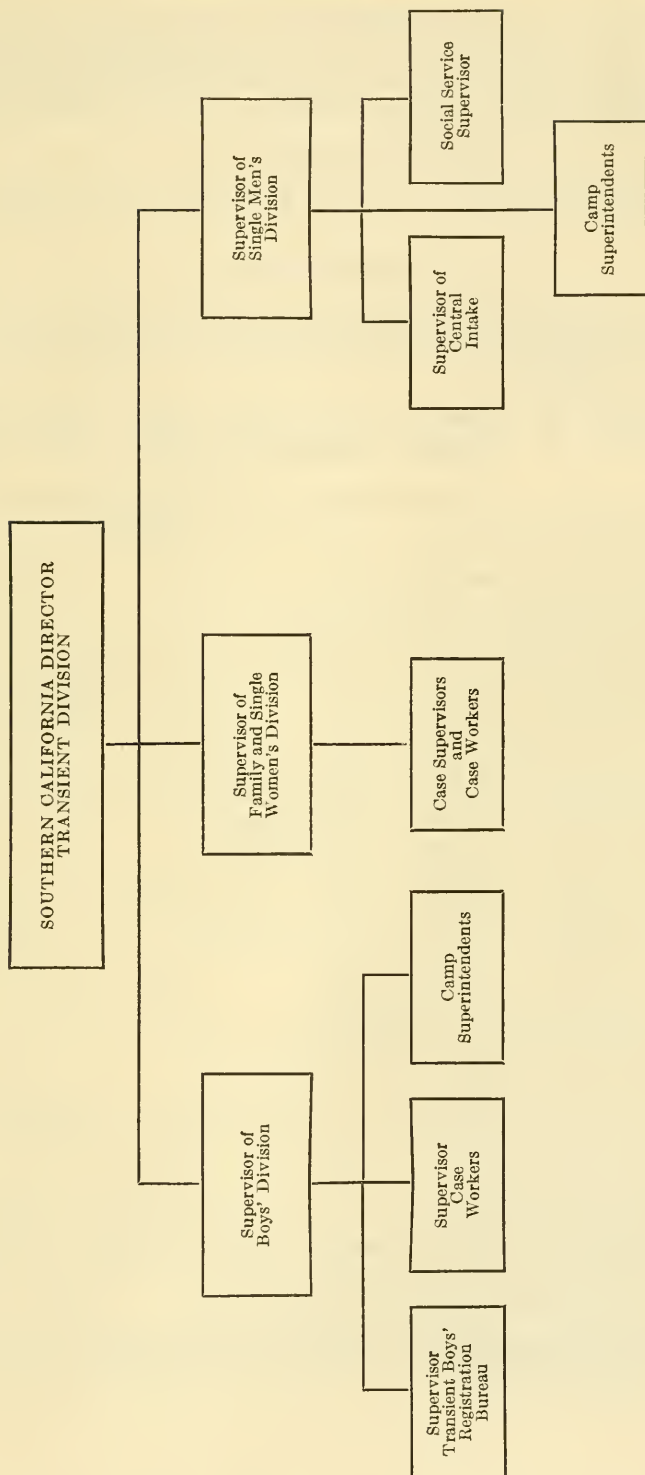 SOUTHERN CALIFORNIA DIRECTOR
TRANSIENT DIVISION
Supervisor of
Boys' Division
Supervisor of
Family and Single
Women's Division
Supervisor of
Single Men's
Division
Supervisor
Transient Boys'
Registration
Bureau
Supervisor
Case
Workers
Camp
Superintendents
Case Supervisors
and
Case Workers
Supervisor of
Central
Intake
Social Service
Supervisor
Camp
Superintendents